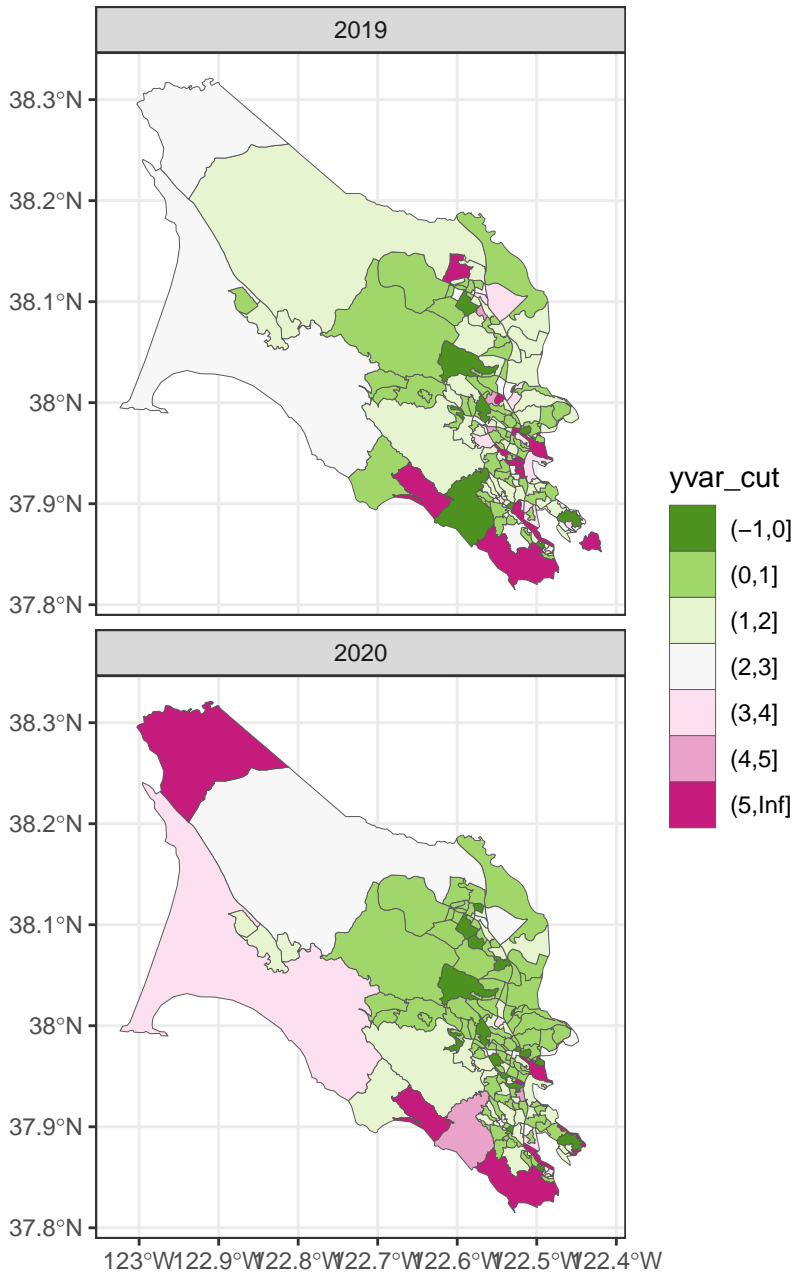 2019
38.3°N
38.2°N
38.1°N
38°N
37.9°N
37.8°N
2020
38.3°N
38.2°N
38.1°N
38°N
37.9°N
37.8°N
123°W122.9°W122.8°W122.7°W122.6°W122.5°W122.4°W
yvar_cut
(−1,0]
(0,1]
(1,2]
(2,3]
(3,4]
(4,5]
(5,Inf]